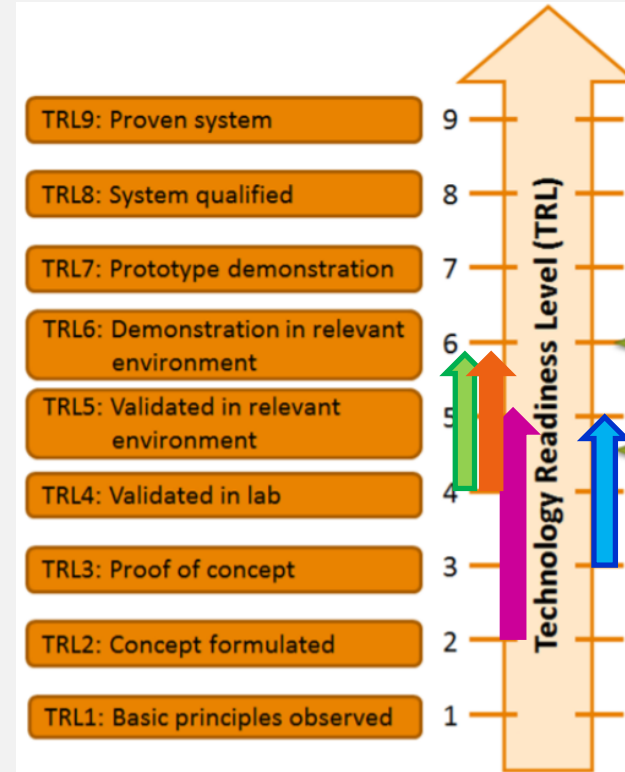 TRL9: Proven system
9
TRL8: System qualified
8
TRL7: Prototype demonstration
7
TRL6: Demonstration in relevant
environment
6
TRL5: Validated in relevant
environment
5
TRL4: Validated in lab
4
TRL3: Proof of concept
3
TRL2: Concept formulated
2
TRL1: Basic principles observed
1
Technology Readiness Level (TRL)